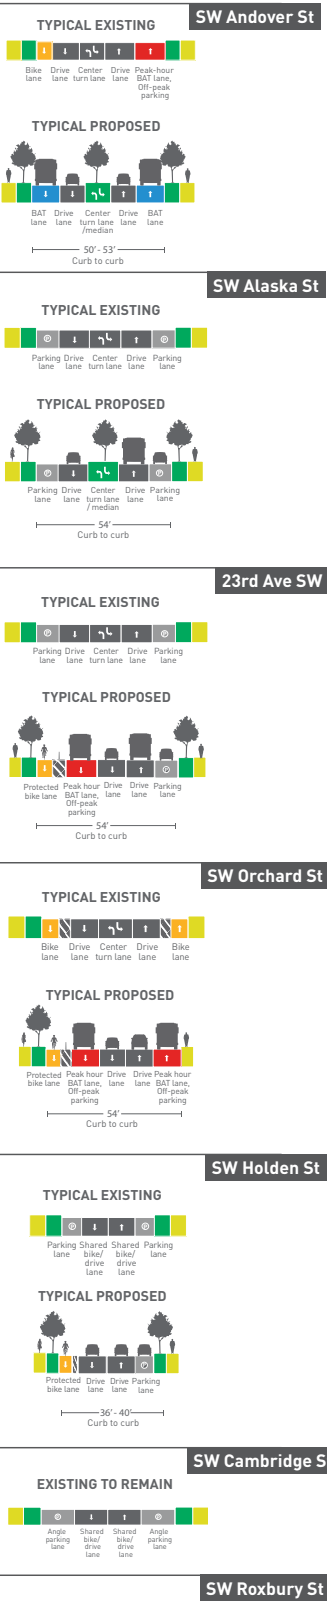 SW Andover St
TYPICAL EXISTING
Bike Drive Center Drive Peak-hour
lane lane turn lane lane BAT lane,
Off-peak
parking
TYPICAL PROPOSED
BAT Drive Center Drive BAT
lane lane turn lane lane lane
/median
50' - 53'
Curb to curb
SW Alaska St
TYPICAL EXISTING
P P
Parking Drive Center Drive Parking
lane lane turn lane lane lane
TYPICAL PROPOSED
P P
Parking Drive Center Drive Parking
lane lane turn lane lane lane
/ median
54'
Curb to curb
23rd Ave SW
TYPICAL EXISTING
P P
Parking Drive Center Drive Parking
lane lane turn lane lane lane
TYPICAL PROPOSED
P
Protected Peak hour Drive Drive Parking
bike lane BAT lane, lane lane lane
Off-peak
parking
54'
Curb to curb
SW Orchard St
TYPICAL EXISTING
Bike Drive Center Drive Bike
lane lane turn lane lane lane
TYPICAL PROPOSED
Protected Peak hour Drive Drive Peak hour
bike lane BAT lane, lane lane BAT lane,
Off-peak Off-peak
parking parking
54'
Curb to curb
SW Holden St
TYPICAL EXISTING
P P
Parking Shared Shared Parking
lane bike/ bike/ lane
drive drive
lane lane
TYPICAL PROPOSED
P
Protected Drive Drive Parking
bike lane lane lane lane
36' - 40'
Curb to curb
SW Cambridge S
EXISTING TO REMAIN
P P
Angle Shared Shared Angle
parking bike/ bike/ parking
lane drive drive lane
lane lane
SW Roxbury St